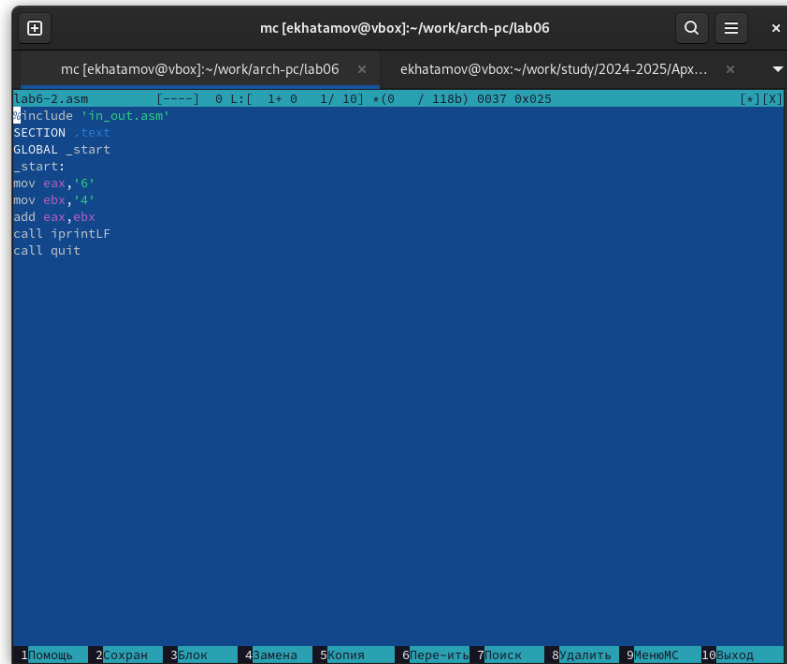 mc [ekhatamov@vbox]:~/work/arch-pc/lab06
mc [ekhatamov@vbox]:~/work/arch-pc/lab06 × ekhatamov@vbox:~/work/study/2024-2025/Арх... ×
lab6-2.asm [----] 0 L:[ 1+ 0 1/ 10] *(0 / 118b) 0037 0x025 [*][X]
%include 'in_out.asm'
SECTION .text
GLOBAL _start
_start:
mov eax,'6'
mov ebx,'4'
add eax,ebx
call iprintLF
call quit
1Помощь 2Сохран 3Блок 4Замена 5Копия 6Пере~ить 7Поиск 8Удалить 9МенюMC 10Выход